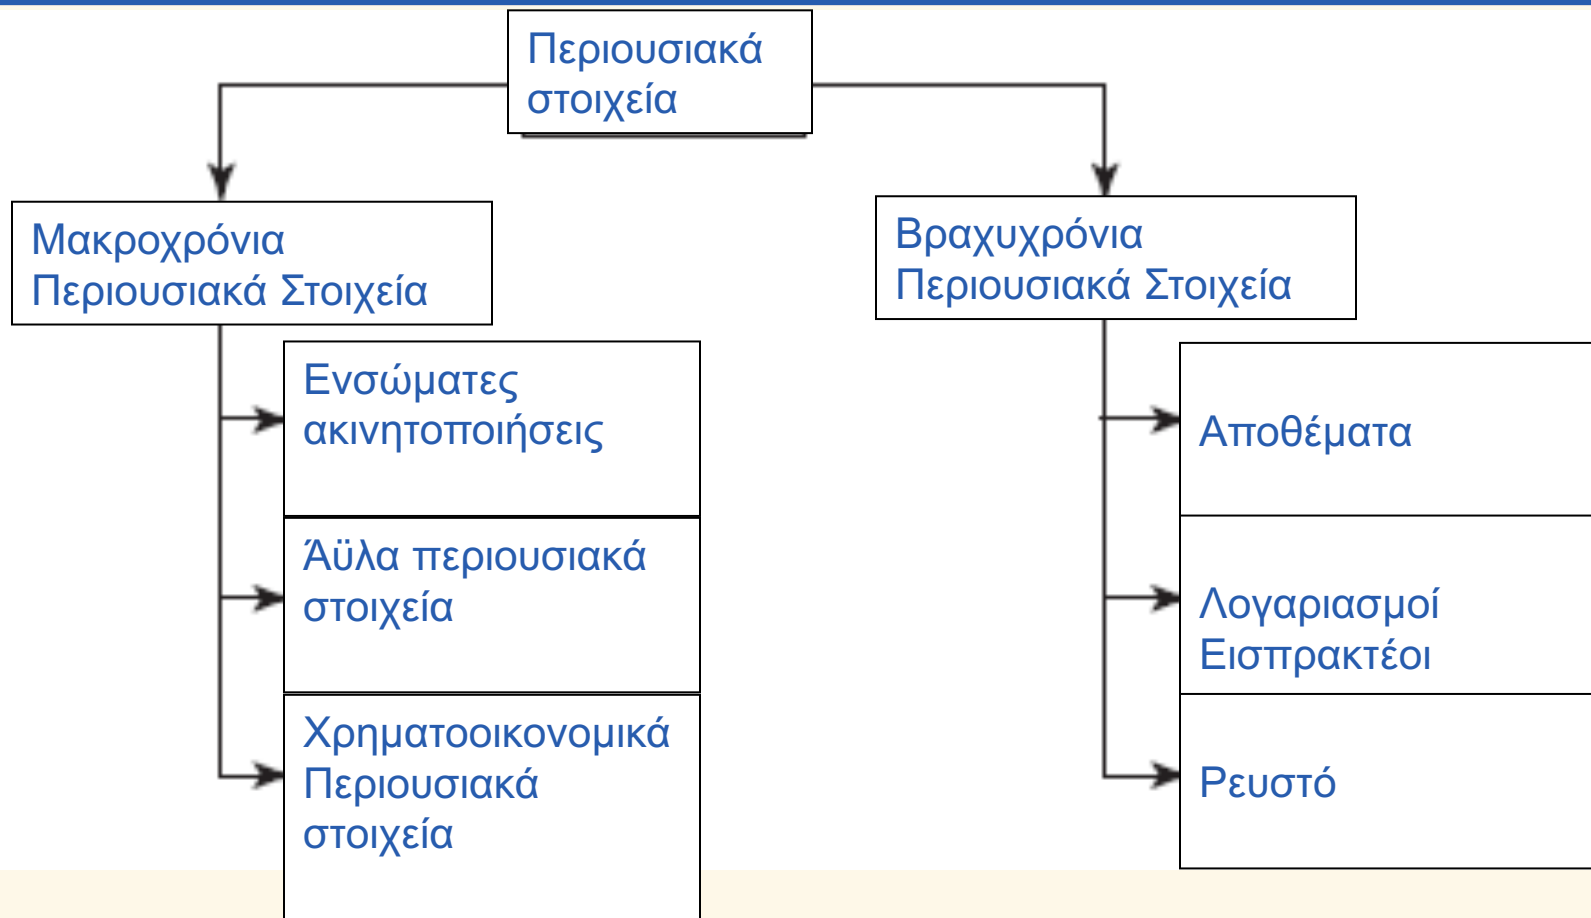 Περιουσιακά
στοιχεία
Μακροχρόνια
Περιουσιακά Στοιχεία
Βραχυχρόνια
Περιουσιακά Στοιχεία
Ενσώματες
ακινητοποιήσεις
Άϋλα περιουσιακά
στοιχεία
Χρηματοοικονομικά
Περιουσιακά
στοιχεία
Αποθέματα
Λογαριασμοί
Εισπρακτέοι
Ρευστό